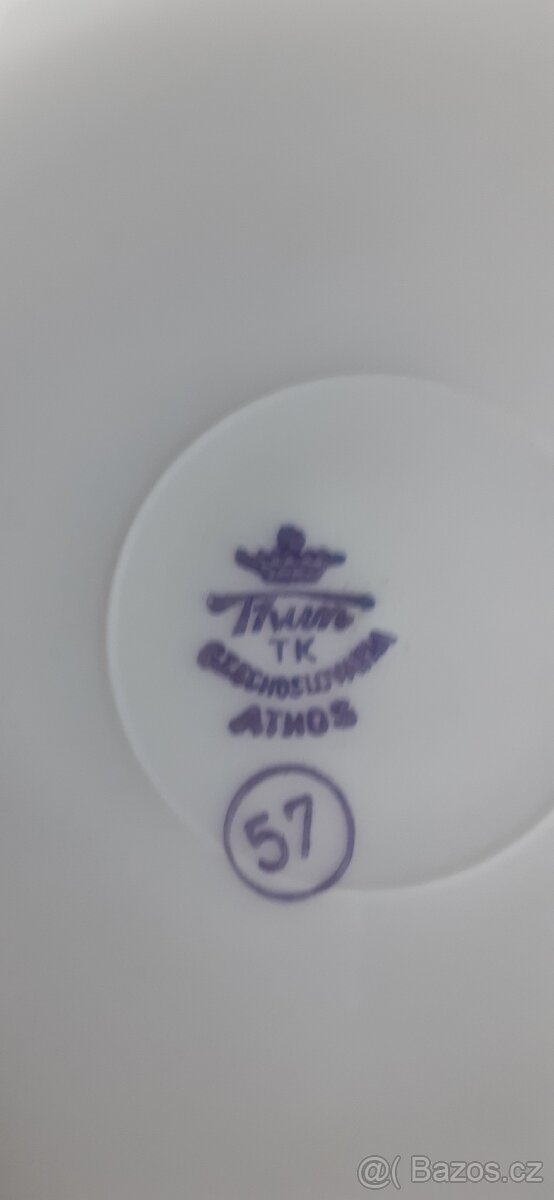 Thun
TK
CZECHOSLOVAKIA
ATHOS
57
@( Bazos.cz